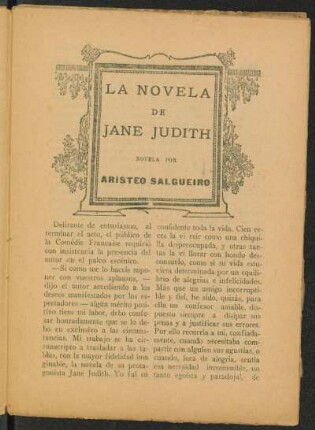 LA NOVELA
DE
JANE JUDITH
NOVELA POR
ARISTEO SALGUEIRO
Delirante de entusiasmo, al
terminar el acto, el público de
la Comédie Francaise requirió
con insistencia la presencia del
autor en el palco escénico.
— Si como me lo hacéis supo-
ner con vuestros aplausos, —
dijo el autor accediendo a los
deseos manifestados por los es-
pectadores — algún mérito posi-
tivo tiene mi labor, debo confe-
sar honradamente que se lo de-
bo en exclusivo a las circuns-
tancias. Mi trabajo se ha cir-
cunscripto a trasladar a las ta-
blas, con la mayor fidelidad ima
ginable, la novela de su prota-
gonista Jane Judith. Yo fuí su
confidente toda la vida. Cien ve-
ces la vi reir como una chiqui-
lla despreocupada, y otras tan-
tas la vi llorar con hondo des-
consuelo, como si su vida estu-
viera determinada por un equili-
brio de alegrías e infelicidades.
Más que un amigo incorrupti-
ble y fiel, he sido, quizás, para
ella un confesor amable, dis-
puesto siempre a disipar sus
penas y a justificar sus errores.
Por ello recurría a mí, confiada-
mente, cuando necesitaba com-
partir con alguien sus agustias, o
cuando, loca de alegría, sentía
esa necesidad incontenible, un
tanto egoísta y paradojal, de